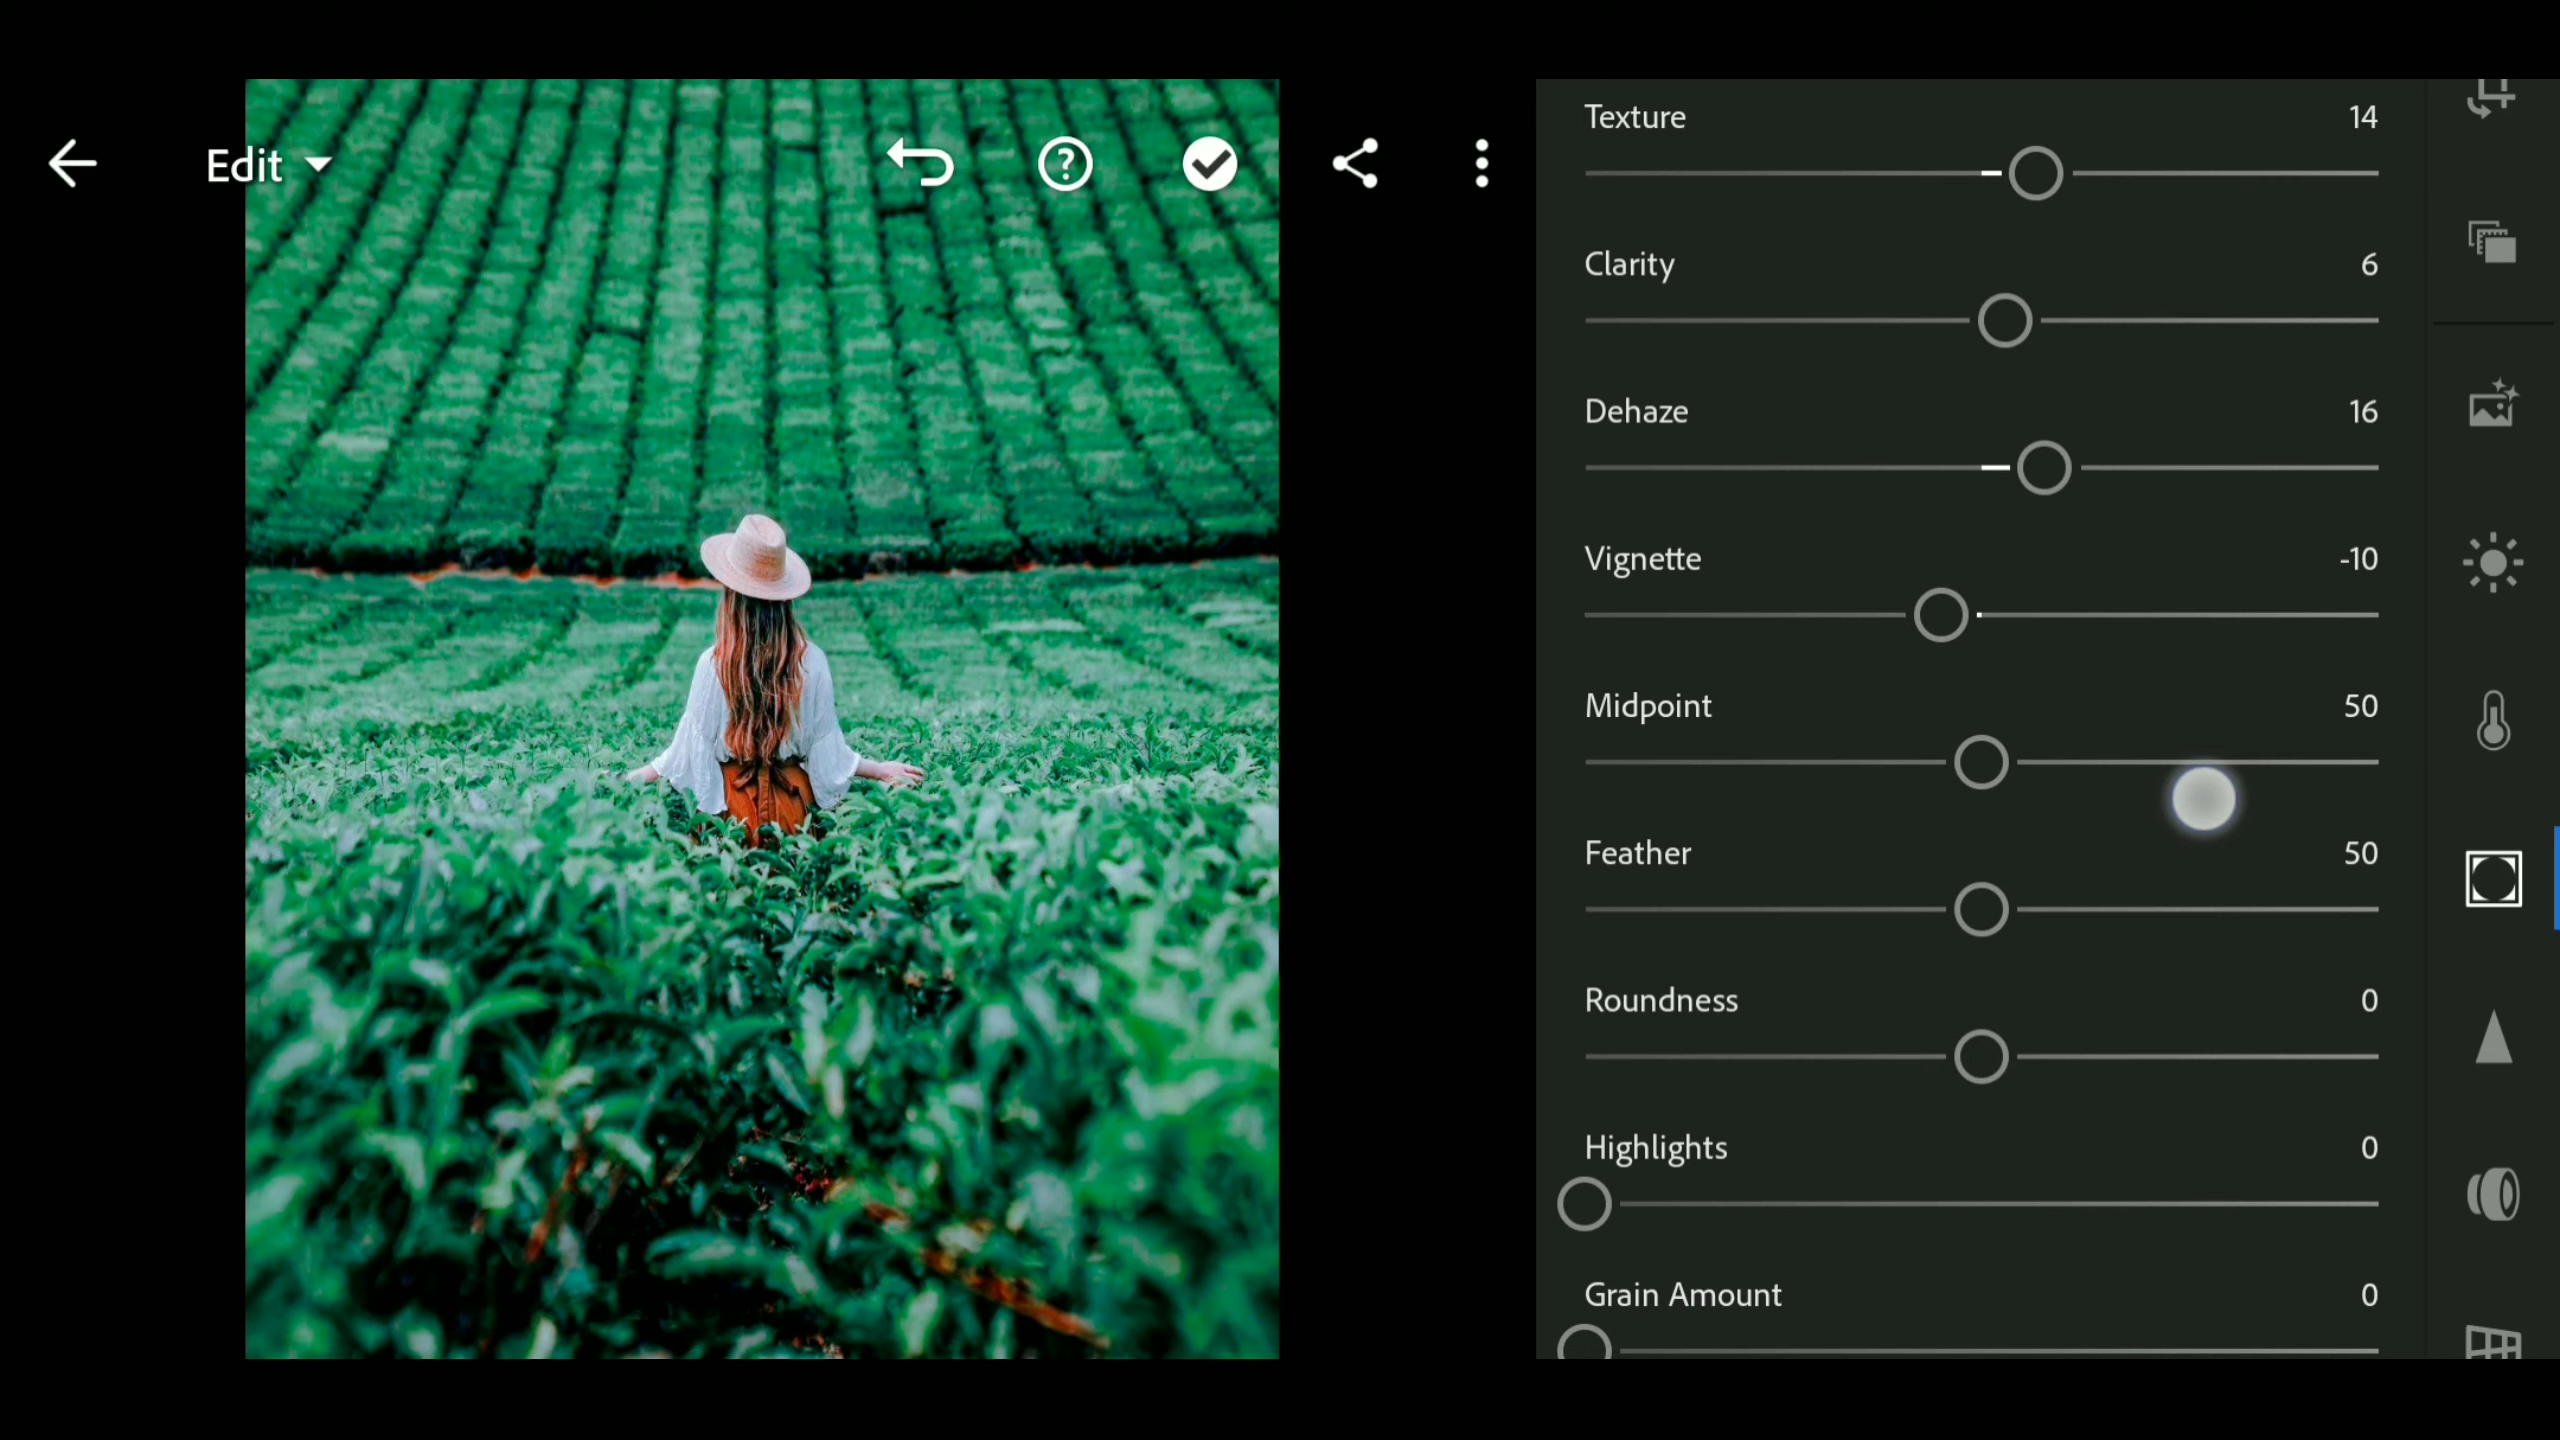 Edit
?
Texture 14
Clarity 6
Dehaze 16
Vignette -10
Midpoint 50
Feather 50
Roundness 0
Highlights 0
Grain Amount 0